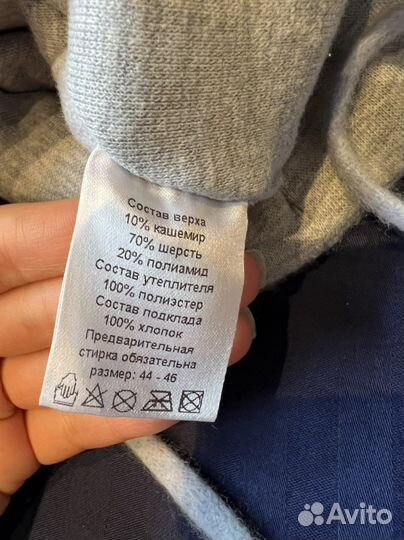 Состав верха
10% кашемир
70% шерсть
20% полиамид
Состав утеплителя
100% полиэстер
Состав подклада
100% хлопок
Предварительная
стирка обязательна
размер: 44 - 46
Avito